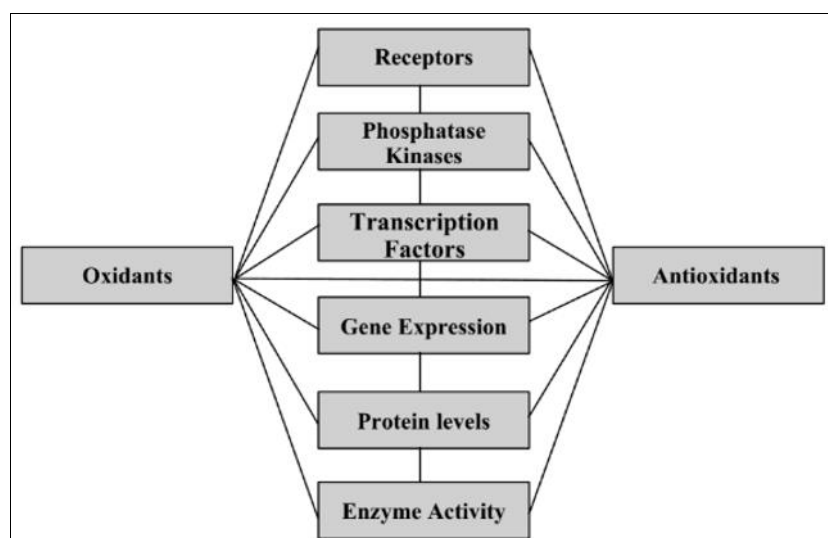 Receptors
Phosphatase
Kinases
Transcription
Factors
Oxidants
Antioxidants
Gene Expression
Protein levels
Enzyme Activity